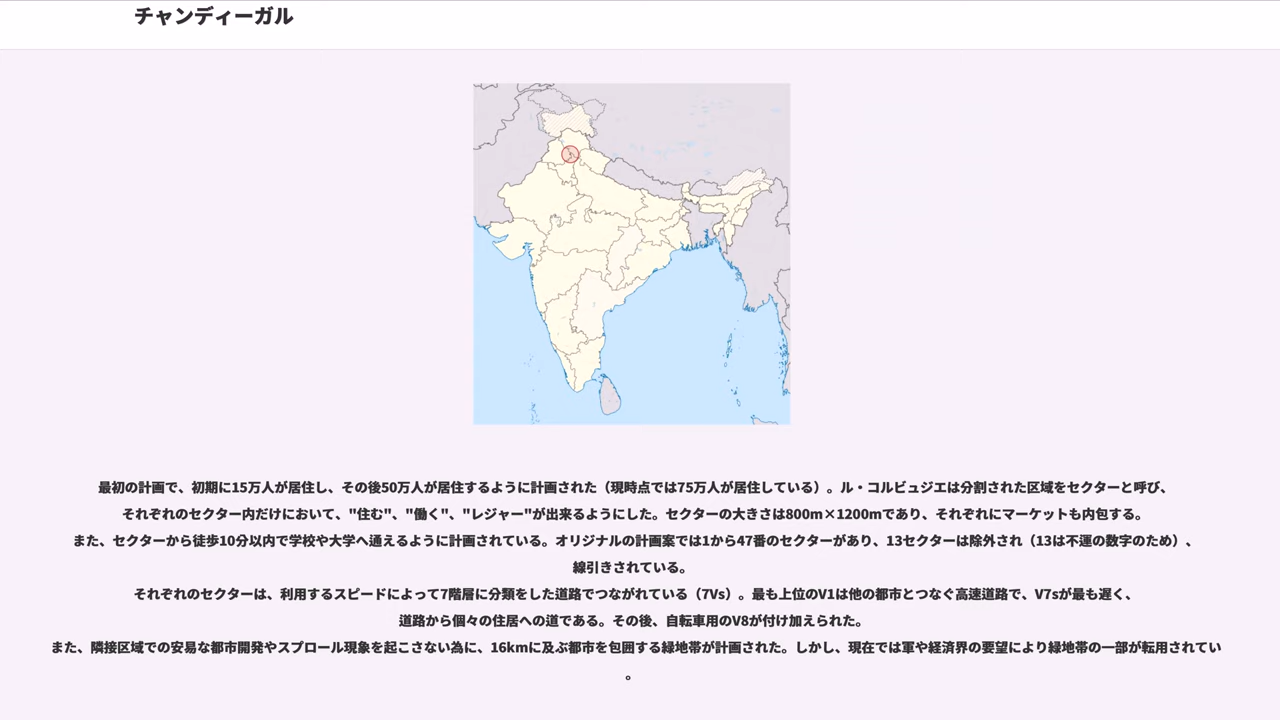 チャンディーガル
最初の計画で、初期に15万人が居住し、その後50万人が居住するように計画された（現時点では75万人が居住している）。ル・コルビュジエは分割された区域をセクターと呼び、
それぞれのセクター内だけにおいて、"住む"、"働く"、"レジャー"が出来るようにした。セクターの大きさは800m×1200mであり、それぞれにマーケットも内包する。
また、セクターから徒歩10分以内で学校や大学へ通えるように計画されている。オリジナルの計画案では1から47番のセクターがあり、13セクターは除外され（13は不運の数字のため）、
線引きされている。
それぞれのセクターは、利用するスピードによって7階層に分類をした道路でつながれている（7Vs）。最も上位のV1は他の都市とつなぐ高速道路で、V7sが最も遅く、
道路から個々の住居への道である。その後、自転車用のV8が付け加えられた。
また、隣接区域での安易な都市開発やスプロール現象を起こさない為に、16kmに及ぶ都市を包囲する緑地帯が計画された。しかし、現在では軍や経済界の要望により緑地帯の一部が転用されてい
。